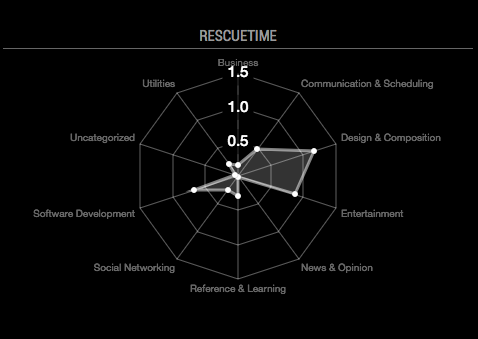 RESCUETIME
Business
1.5
Utilities
Communication & Scheduling
1.0
Uncategorized
0.5
Design & Composition
Software Development
Entertainment
Social Networking
News & Opinion
Reference & Learning